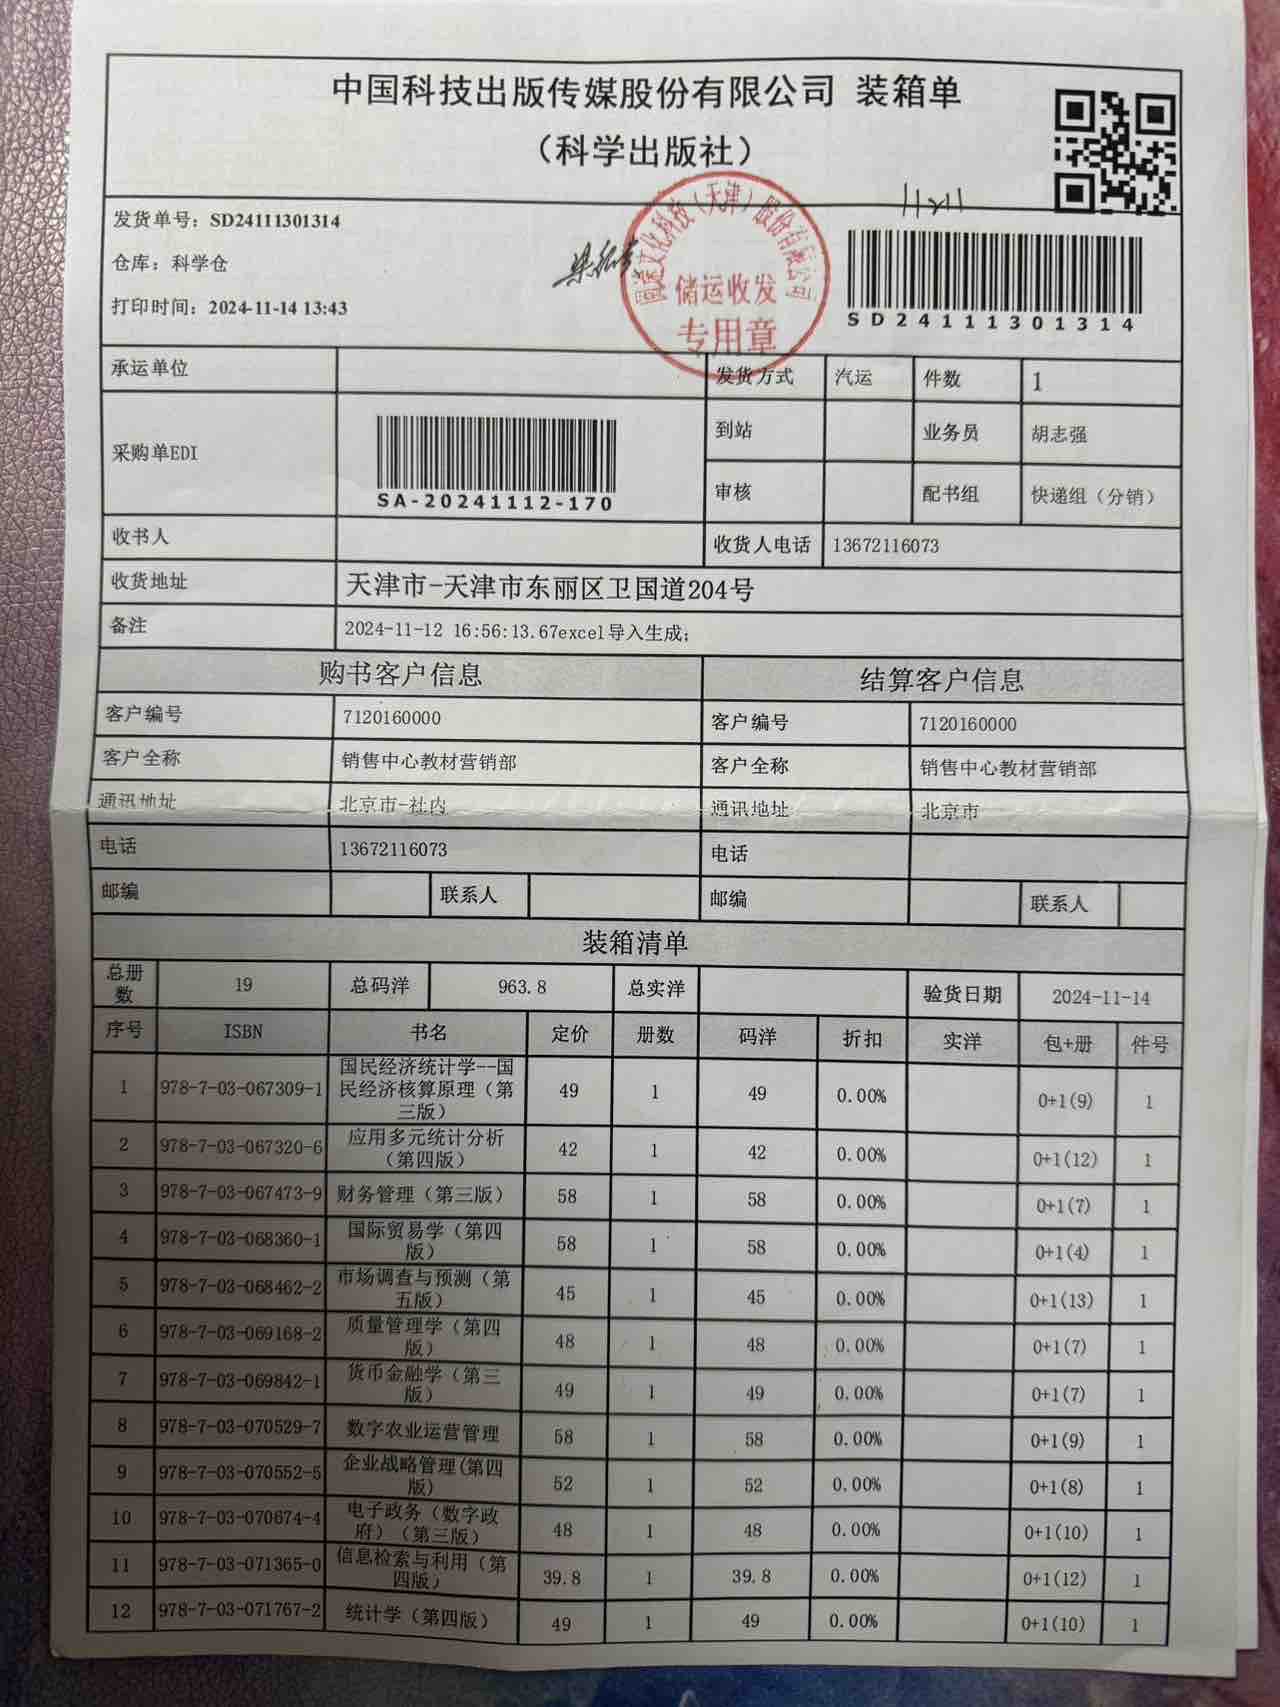 中国科技出版传媒股份有限公司 装箱单
（科学出版社）
11211
发货单号：SD24111301314
仓库：科学仓
打印时间：2024-11-14 13:43
文化科技（天津）股份有限公司
储运收发
专用章
SD24111301314
承运单位 发货方式 汽运 件数 1
采购单EDI SA-20241112-170 到站 业务员 胡志强
审核 配书组 快递组（分销）
收书人 收货人电话 13672116073
收货地址 天津市-天津市东丽区卫国道204号
备注 2024-11-12 16:56:13.67excel导入生成;
购书客户信息 结算客户信息
客户编号 7120160000 客户编号 7120160000
客户全称 销售中心教材营销部 客户全称 销售中心教材营销部
通讯地址 北京市-社内 通讯地址 北京市
电话 13672116073 电话
邮编 联系人 邮编 联系人
装箱清单
总册数 19 总码洋 963.8 总实洋 验货日期 2024-11-14
序号 ISBN 书名 定价 册数 码洋 折扣 实洋 包+册 件号
1 978-7-03-067309-1 国民经济统计学--国民经济核算原理（第三版） 49 1 49 0.00% 0+1(9) 1
2 978-7-03-067320-6 应用多元统计分析（第四版） 42 1 42 0.00% 0+1(12) 1
3 978-7-03-067473-9 财务管理（第三版） 58 1 58 0.00% 0+1(7) 1
4 978-7-03-068360-1 国际贸易学（第四版） 58 1 58 0.00% 0+1(4) 1
5 978-7-03-068462-2 市场调查与预测（第五版） 45 1 45 0.00% 0+1(13) 1
6 978-7-03-069168-2 质量管理学（第四版） 48 1 48 0.00% 0+1(7) 1
7 978-7-03-069842-1 货币金融学（第三版） 49 1 49 0.00% 0+1(7) 1
8 978-7-03-070529-7 数字农业运营管理 58 1 58 0.00% 0+1(9) 1
9 978-7-03-070552-5 企业战略管理(第四版) 52 1 52 0.00% 0+1(8) 1
10 978-7-03-070674-4 电子政务（数字政府）（第三版） 48 1 48 0.00% 0+1(10) 1
11 978-7-03-071365-0 信息检索与利用（第四版） 39.8 1 39.8 0.00% 0+1(12) 1
12 978-7-03-071767-2 统计学（第四版） 49 1 49 0.00% 0+1(10) 1